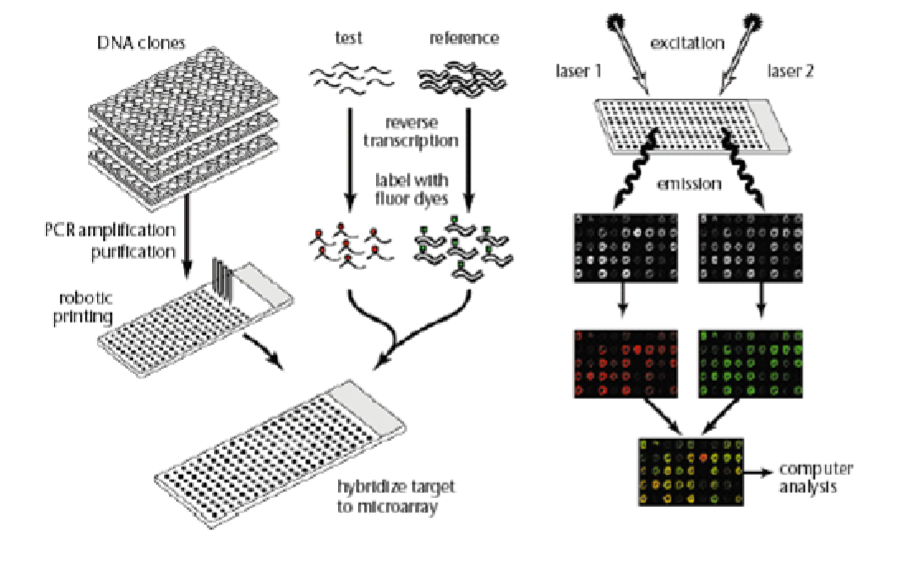 DNA clones
test
reference
excitation
laser 1
laser 2
reverse
transcription
label with
fluor dyes
emission
PCR amplification
purification
robotic
printing
hybridize target
to microarray
computer
analysis